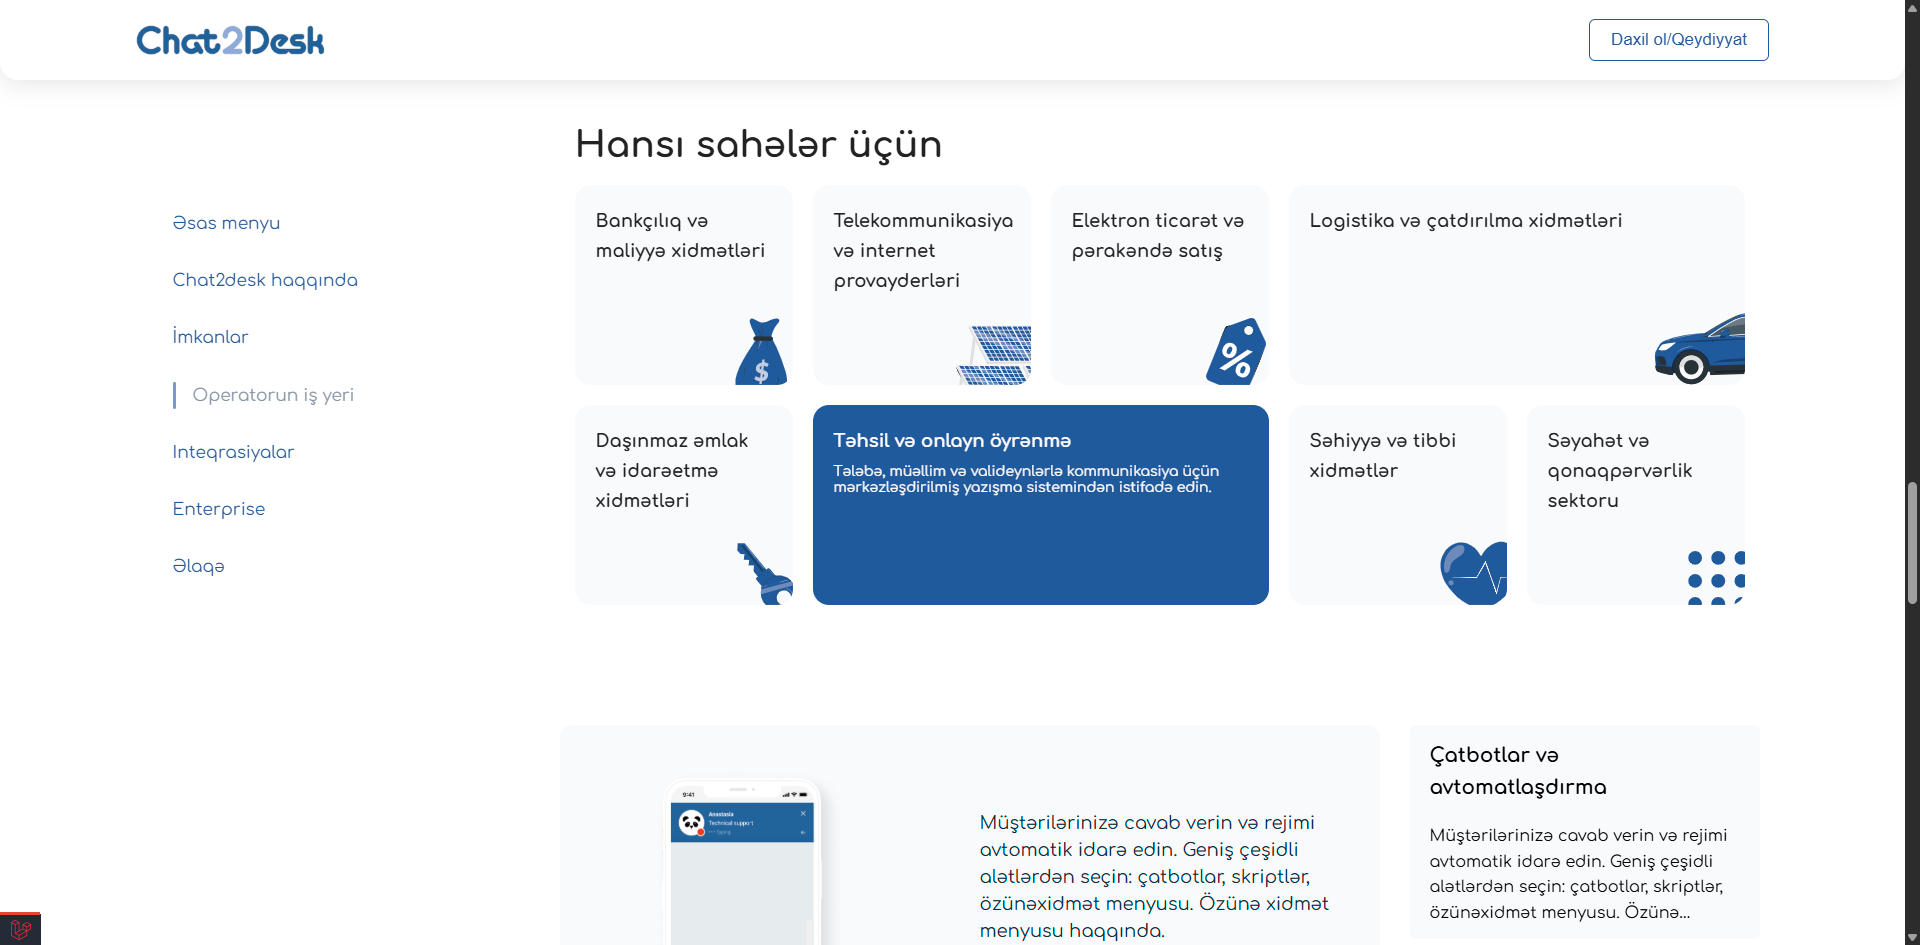 Chat2Desk
Daxil ol/Qeydiyyat
Əsas menyu
Chat2desk haqqında
İmkanlar
Operatorun iş yeri
Inteqrasiyalar
Enterprise
Əlaqə
Hansı sahələr üçün
Bankçılıq və
maliyyə xidmətləri
Telekommunikasiya
və internet
provayderləri
Elektron ticarət və
pərakəndə satış
Logistika və çatdırılma xidmətləri
$
%
Daşınmaz əmlak
və idarəetmə
xidmətləri
Təhsil və onlayn öyrənmə
Tələbə, müəllim və valideynlərlə kommunikasiya üçün
mərkəzləşdirilmiş yazışma sistemindən istifadə edin.
Səhiyyə və tibbi
xidmətlər
Səyahət və
qonaqpərvərlik
sektoru
9:41
Anastasia
Technical support
Typing
Müştərilərinizə cavab verin və rejimi
avtomatik idarə edin. Geniş çeşidli
alətlərdən seçin: çatbotlar, skriptlər,
özünəxidmət menyusu. Özünə xidmət
menyusu haqqında.
Çatbotlar və
avtomatlaşdırma
Müştərilərinizə cavab verin və rejimi
avtomatik idarə edin. Geniş çeşidli
alətlərdən seçin: çatbotlar, skriptlər,
özünəxidmət menyusu. Özünə...